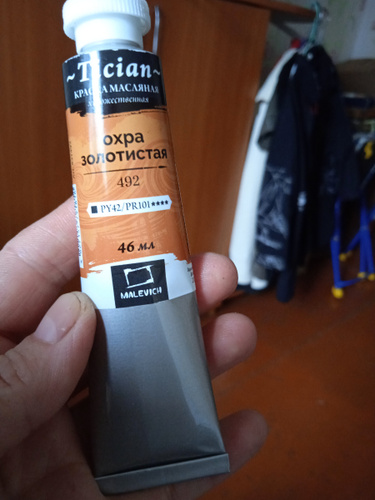 ~Tician~
КРАСКА МАСЛЯНАЯ
художественная
охра
золотистая
492
PY42/PR101****
46 мл
MALEVICH